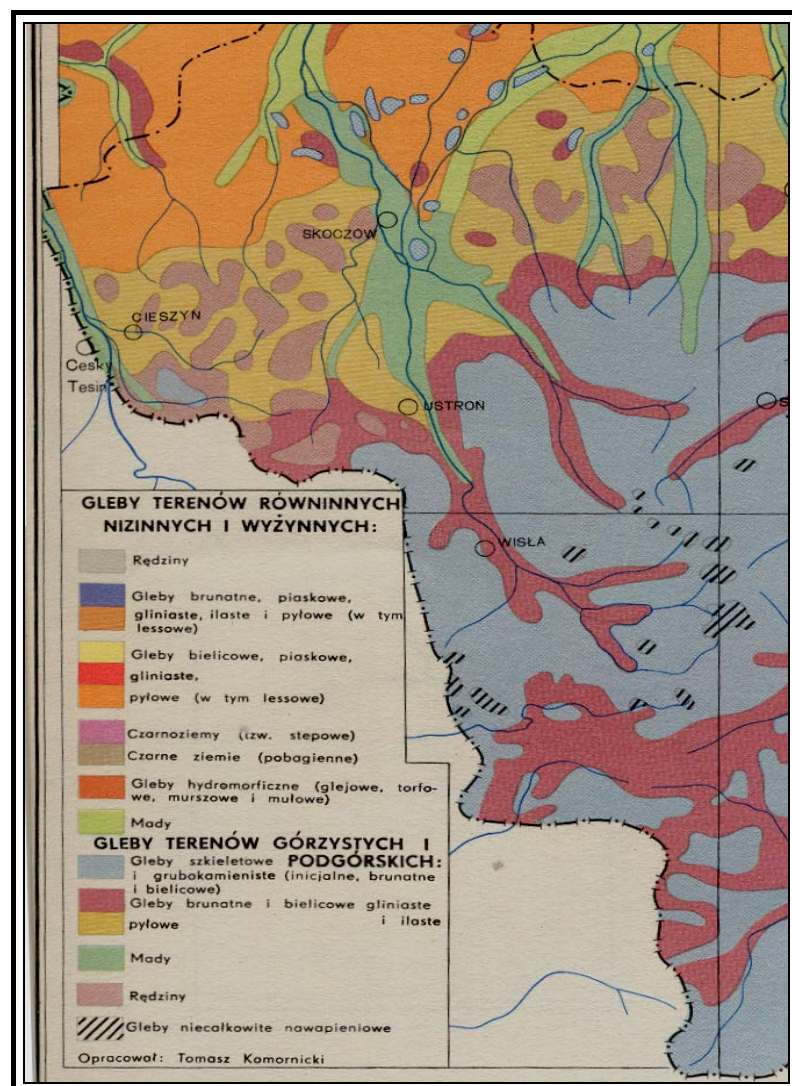 SKOCZÓW
CIESZYN
Cesky
Tesin
USTROŃ
S
WISŁA
GLEBY TERENÓW RÓWNINNYCH
NIZINNYCH I WYŻYNNYCH:
Rędziny
Gleby brunatne, piaskowe,
gliniaste, ilaste i pyłowe (w tym
lessowe)
Gleby bielicowe, piaskowe,
gliniaste,
pyłowe (w tym lessowe)
Czarnoziemy (tzw. stepowe)
Czarne ziemie (pobagienne)
Gleby hydromorficzne (glejowe, torfo-
we, murszowe i mułowe)
Mady
GLEBY TERENÓW GÓRZYSTYCH I
PODGÓRSKICH:
Gleby szkieletowe
i grubokamieniste (inicjalne, brunatne
i bielicowe)
Gleby brunatne i bielicowe gliniaste
pyłowe i ilaste
Mady
Rędziny
Gleby niecałkowite nawapieniowe
Opracował: Tomasz Komornicki